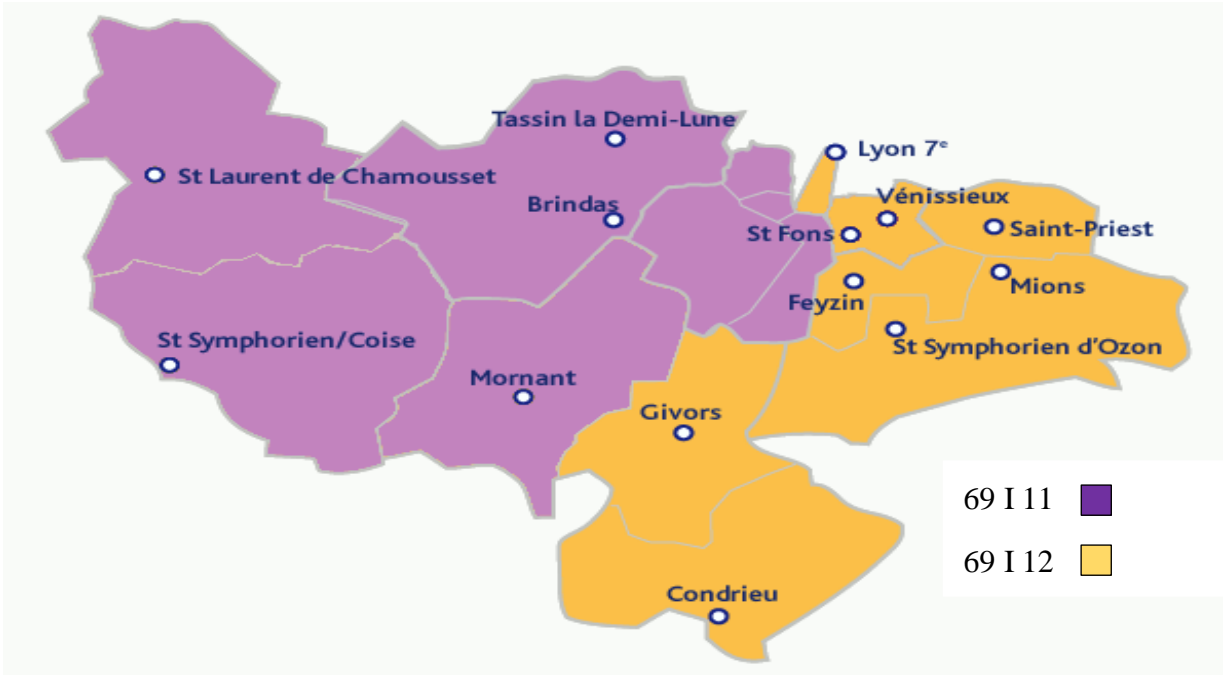 Tassin la Demi-Lune
Lyon 7e
St Laurent de Chamousset
Vénissieux
Brindas
St Fons
Saint-Priest
Mions
Feyzin
St Symphorien/Coise
St Symphorien d'Ozon
Mornant
Givors
69 I 11
69 I 12
Condrieu